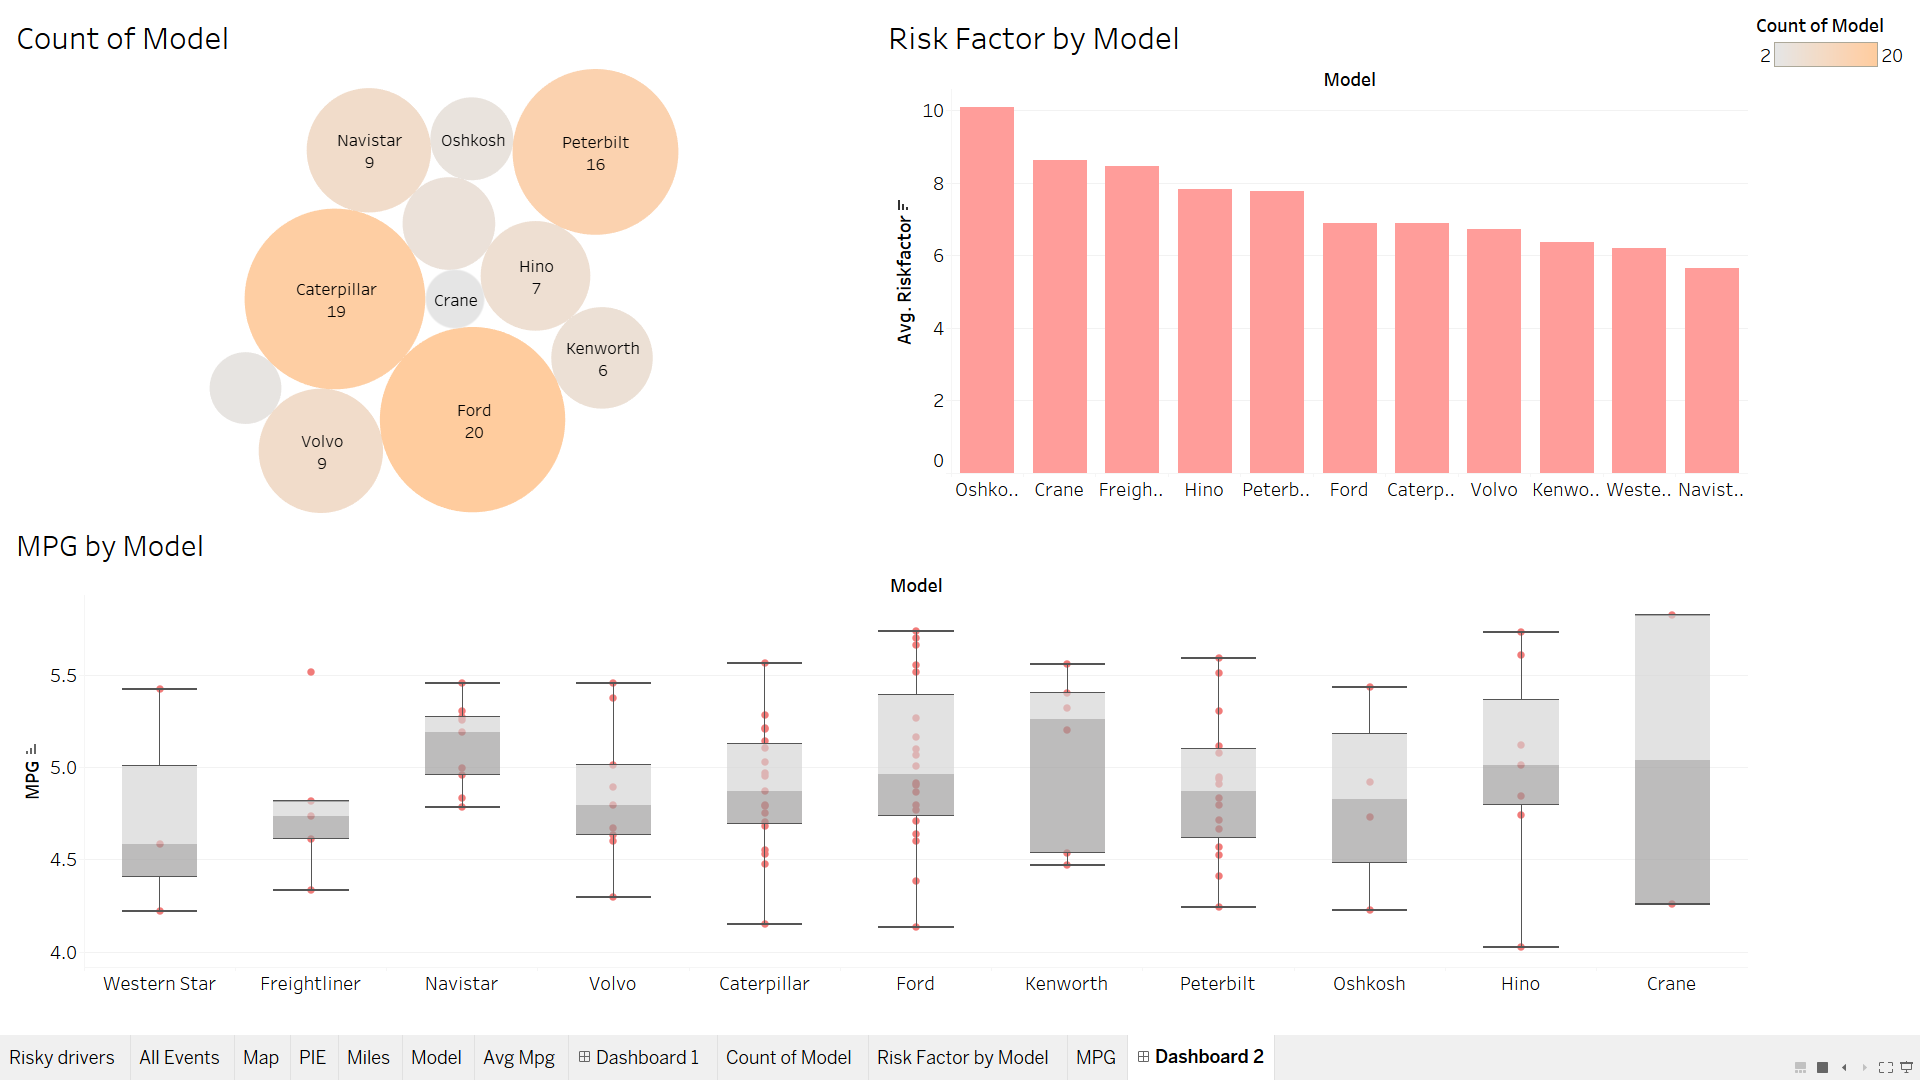 Count of Model
Navistar
9
Oshkosh
Peterbilt
16
Hino
7
Caterpillar
19
Crane
Kenworth
6
Ford
20
Volvo
9
Risk Factor by Model
Count of Model
2
20
Model
Avg. Riskfactor
10
8
6
4
2
0
Oshko..
Crane
Freigh..
Hino
Peterb..
Ford
Caterp..
Volvo
Kenwo..
Weste..
Navist..
MPG by Model
Model
MPG
5.5
5.0
4.5
4.0
Western Star
Freightliner
Navistar
Volvo
Caterpillar
Ford
Kenworth
Peterbilt
Oshkosh
Hino
Crane
Risky drivers
All Events
Map
PIE
Miles
Model
Avg Mpg
Dashboard 1
Count of Model
Risk Factor by Model
MPG
Dashboard 2